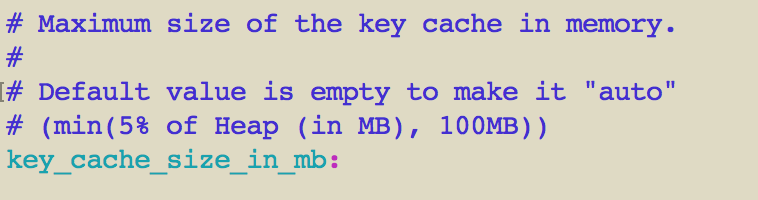 # Maximum size of the key cache in memory.
#
# Default value is empty to make it "auto"
# (min(5% of Heap (in MB), 100MB))
key_cache_size_in_mb: